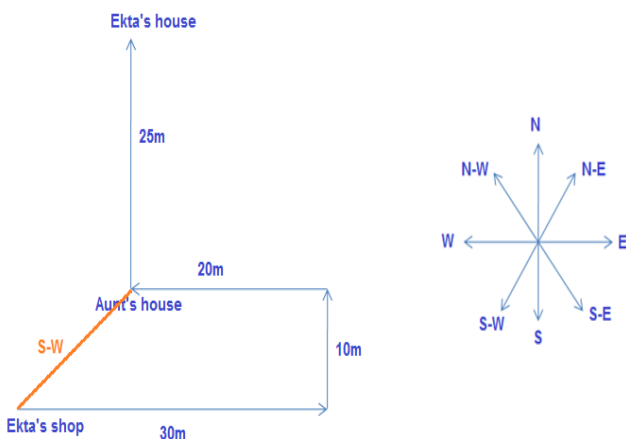 Ekta's house
25m
20m
Aunt's house
S-W
10m
Ekta's shop
30m
N
N-W
N-E
W
E
S-W
S-E
S